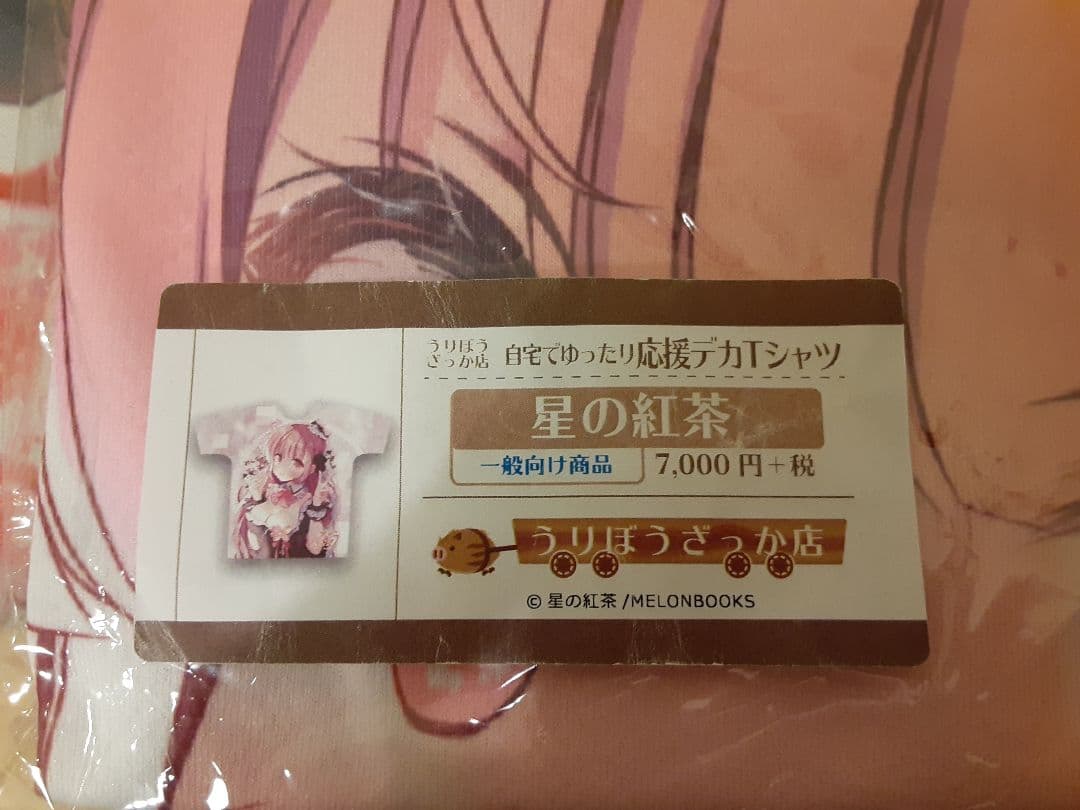 うりぼう
ざっか店
自宅でゆったり応援デカTシャツ
星の紅茶
一般向け商品
7,000 円+税
うりぼうざっか店
© 星の紅茶 /MELONBOOKS